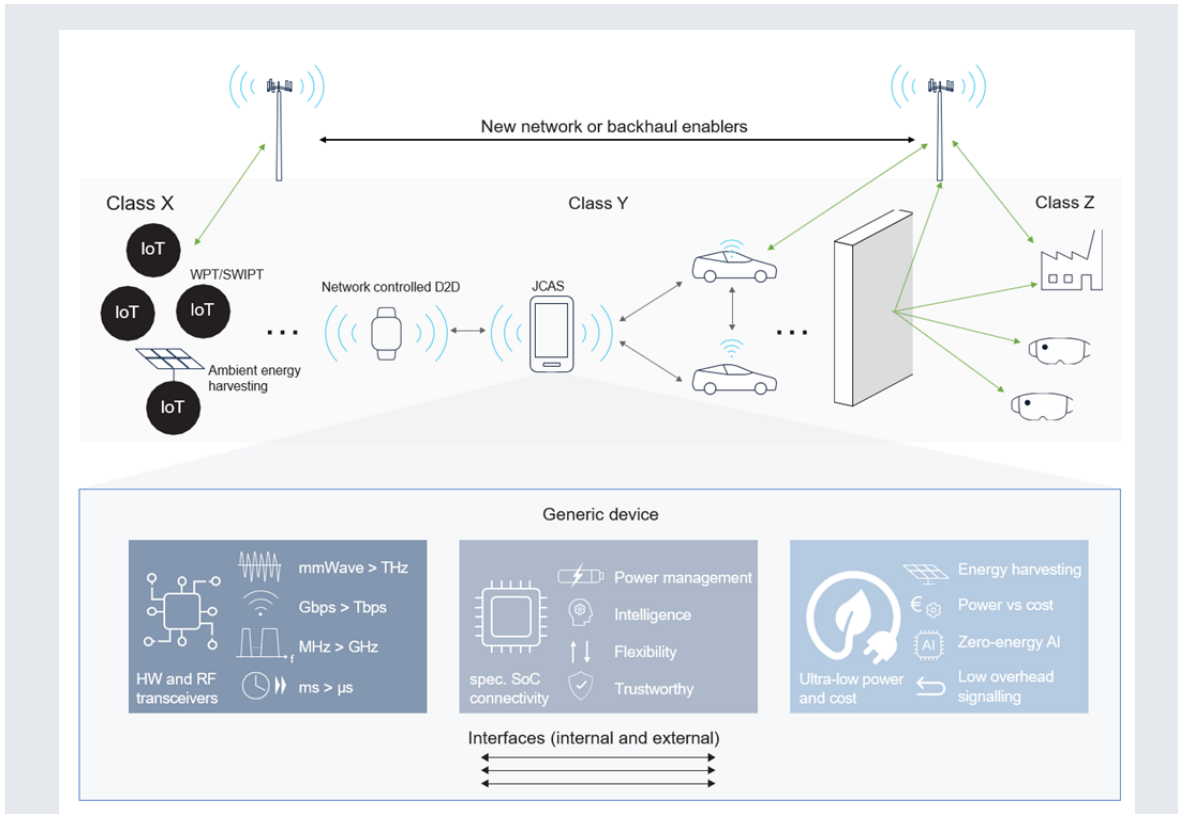 New network or backhaul enablers
Class X
Class Y
Class Z
IoT
WPT/SWIPT
IoT
IoT
Network controlled D2D
JCAS
Ambient energy
harvesting
IoT
Generic device
mmWave > THz
Gbps > Tbps
MHz > GHz
f
ms > µs
HW and RF
transceivers
Power management
Intelligence
Flexibility
Trustworthy
spec. SoC
connectivity
Energy harvesting
€
Power vs cost
AI
Zero-energy AI
Low overhead
signalling
Ultra-low power
and cost
Interfaces (internal and external)